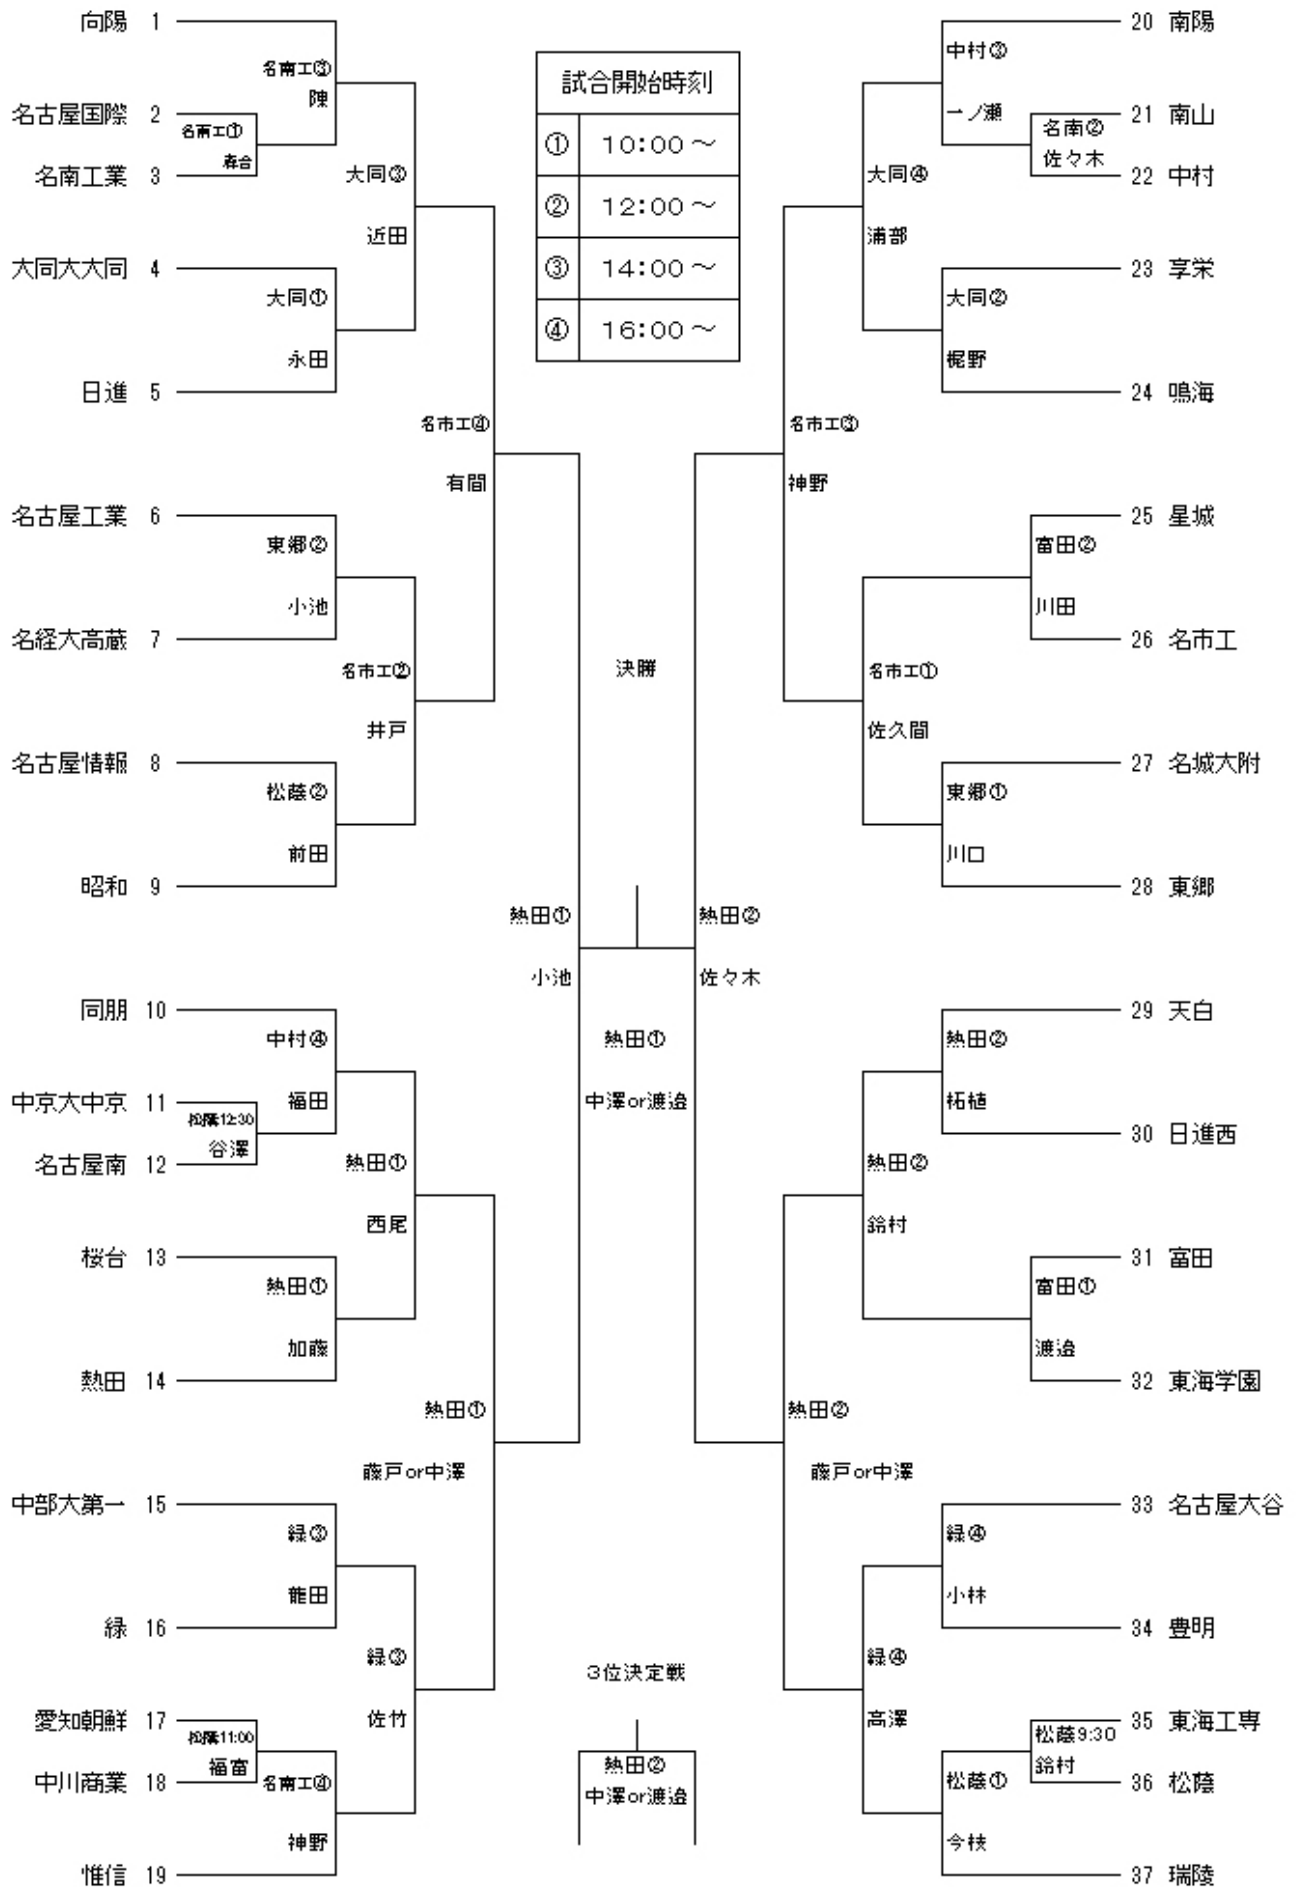 向陽 1
名南工③
陳
名古屋国際 2
名南工①
森合
名南工業 3
大同③
近田
大同大大同 4
大同①
永田
日進 5
名市工④
有間
名古屋工業 6
東郷②
小池
名経大高蔵 7
名市工②
井戸
名古屋情報 8
松蔭②
前田
昭和 9
熱田①
小池
同朋 10
中村④
福田
中京大中京 11
松蔭12:30
谷澤
名古屋南 12
熱田①
西尾
桜台 13
熱田①
加藤
熱田 14
熱田①
藤戸or中澤
中部大第一 15
緑③
龍田
緑 16
緑③
佐竹
愛知朝鮮 17
松蔭11:00
福富
中川商業 18
名南工④
神野
惟信 19
試合開始時刻
① 10:00～
② 12:00～
③ 14:00～
④ 16:00～
決勝
熱田①
中澤or渡邉
3位決定戦
熱田②
中澤or渡邉
20 南陽
中村③
一ノ瀬
21 南山
名南②
佐々木
22 中村
大同④
浦部
23 享栄
大同②
梶野
24 鳴海
名市工③
神野
25 星城
富田②
川田
26 名市工
名市工①
佐久間
27 名城大附
東郷①
川口
28 東郷
熱田②
佐々木
29 天白
熱田②
柘植
30 日進西
熱田②
鈴村
31 富田
富田①
渡邉
32 東海学園
熱田②
藤戸or中澤
33 名古屋大谷
緑④
小林
34 豊明
緑④
高澤
35 東海工専
松蔭9:30
鈴村
36 松蔭
松蔭①
今枝
37 瑞陵